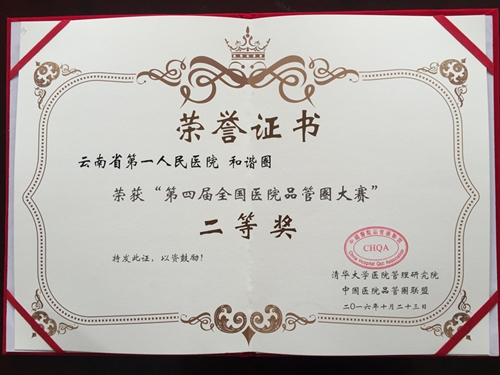 荣誉证书
云南省第一人民医院 和谐圈
荣获“第四届全国医院品管圈大赛”
二等奖
特发此证，以资鼓励！
CHQA
清华大学医院管理研究院
中国医院品管圈联盟
二〇一六年十月二十三日